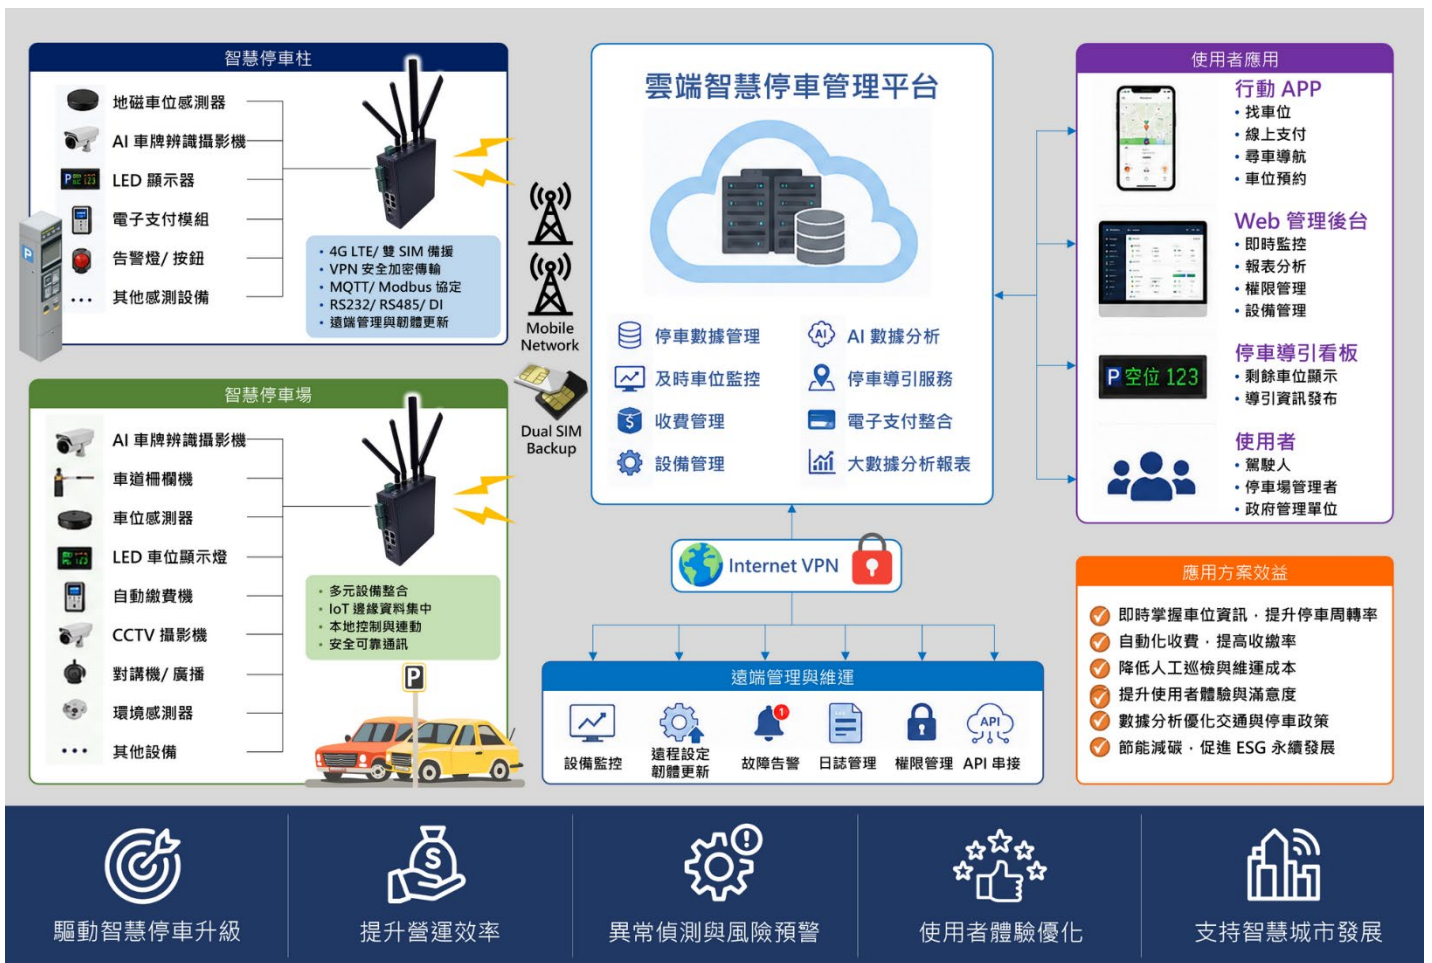 智慧停車柱
地磁車位感測器
AI 車牌辨識攝影機
LED 顯示器
電子支付模組
告警燈/ 按鈕
其他感測設備
• 4G LTE/ 雙 SIM 備援
• VPN 安全加密傳輸
• MQTT/ Modbus 協定
• RS232/ RS485/ DI
• 遠端管理與韌體更新
智慧停車場
AI 車牌辨識攝影機
車道柵欄機
車位感測器
LED 車位顯示燈
自動繳費機
CCTV 攝影機
對講機/ 廣播
環境感測器
其他設備
• 多元設備整合
• IoT 邊緣資料集中
• 本地控制與連動
• 安全可靠通訊
P
Mobile
Network
Dual SIM
Backup
雲端智慧停車管理平台
停車數據管理
AI 數據分析
及時車位監控
停車導引服務
收費管理
電子支付整合
設備管理
大數據分析報表
Internet VPN
遠端管理與維運
設備監控
遠程設定
韌體更新
1
故障告警
日誌管理
權限管理
API
API 串接
使用者應用
行動 APP
• 找車位
• 線上支付
• 尋車導航
• 車位預約
Web 管理後台
• 即時監控
• 報表分析
• 權限管理
• 設備管理
P 空位 123
停車導引看板
• 剩餘車位顯示
• 導引資訊發布
使用者
• 駕駛人
• 停車場管理者
• 政府管理單位
應用方案效益
即時掌握車位資訊，提升停車周轉率
自動化收費，提高收繳率
降低人工巡檢與維運成本
提升使用者體驗與滿意度
數據分析優化交通與停車政策
節能減碳，促進 ESG 永續發展
驅動智慧停車升級
提升營運效率
異常偵測與風險預警
使用者體驗優化
支持智慧城市發展